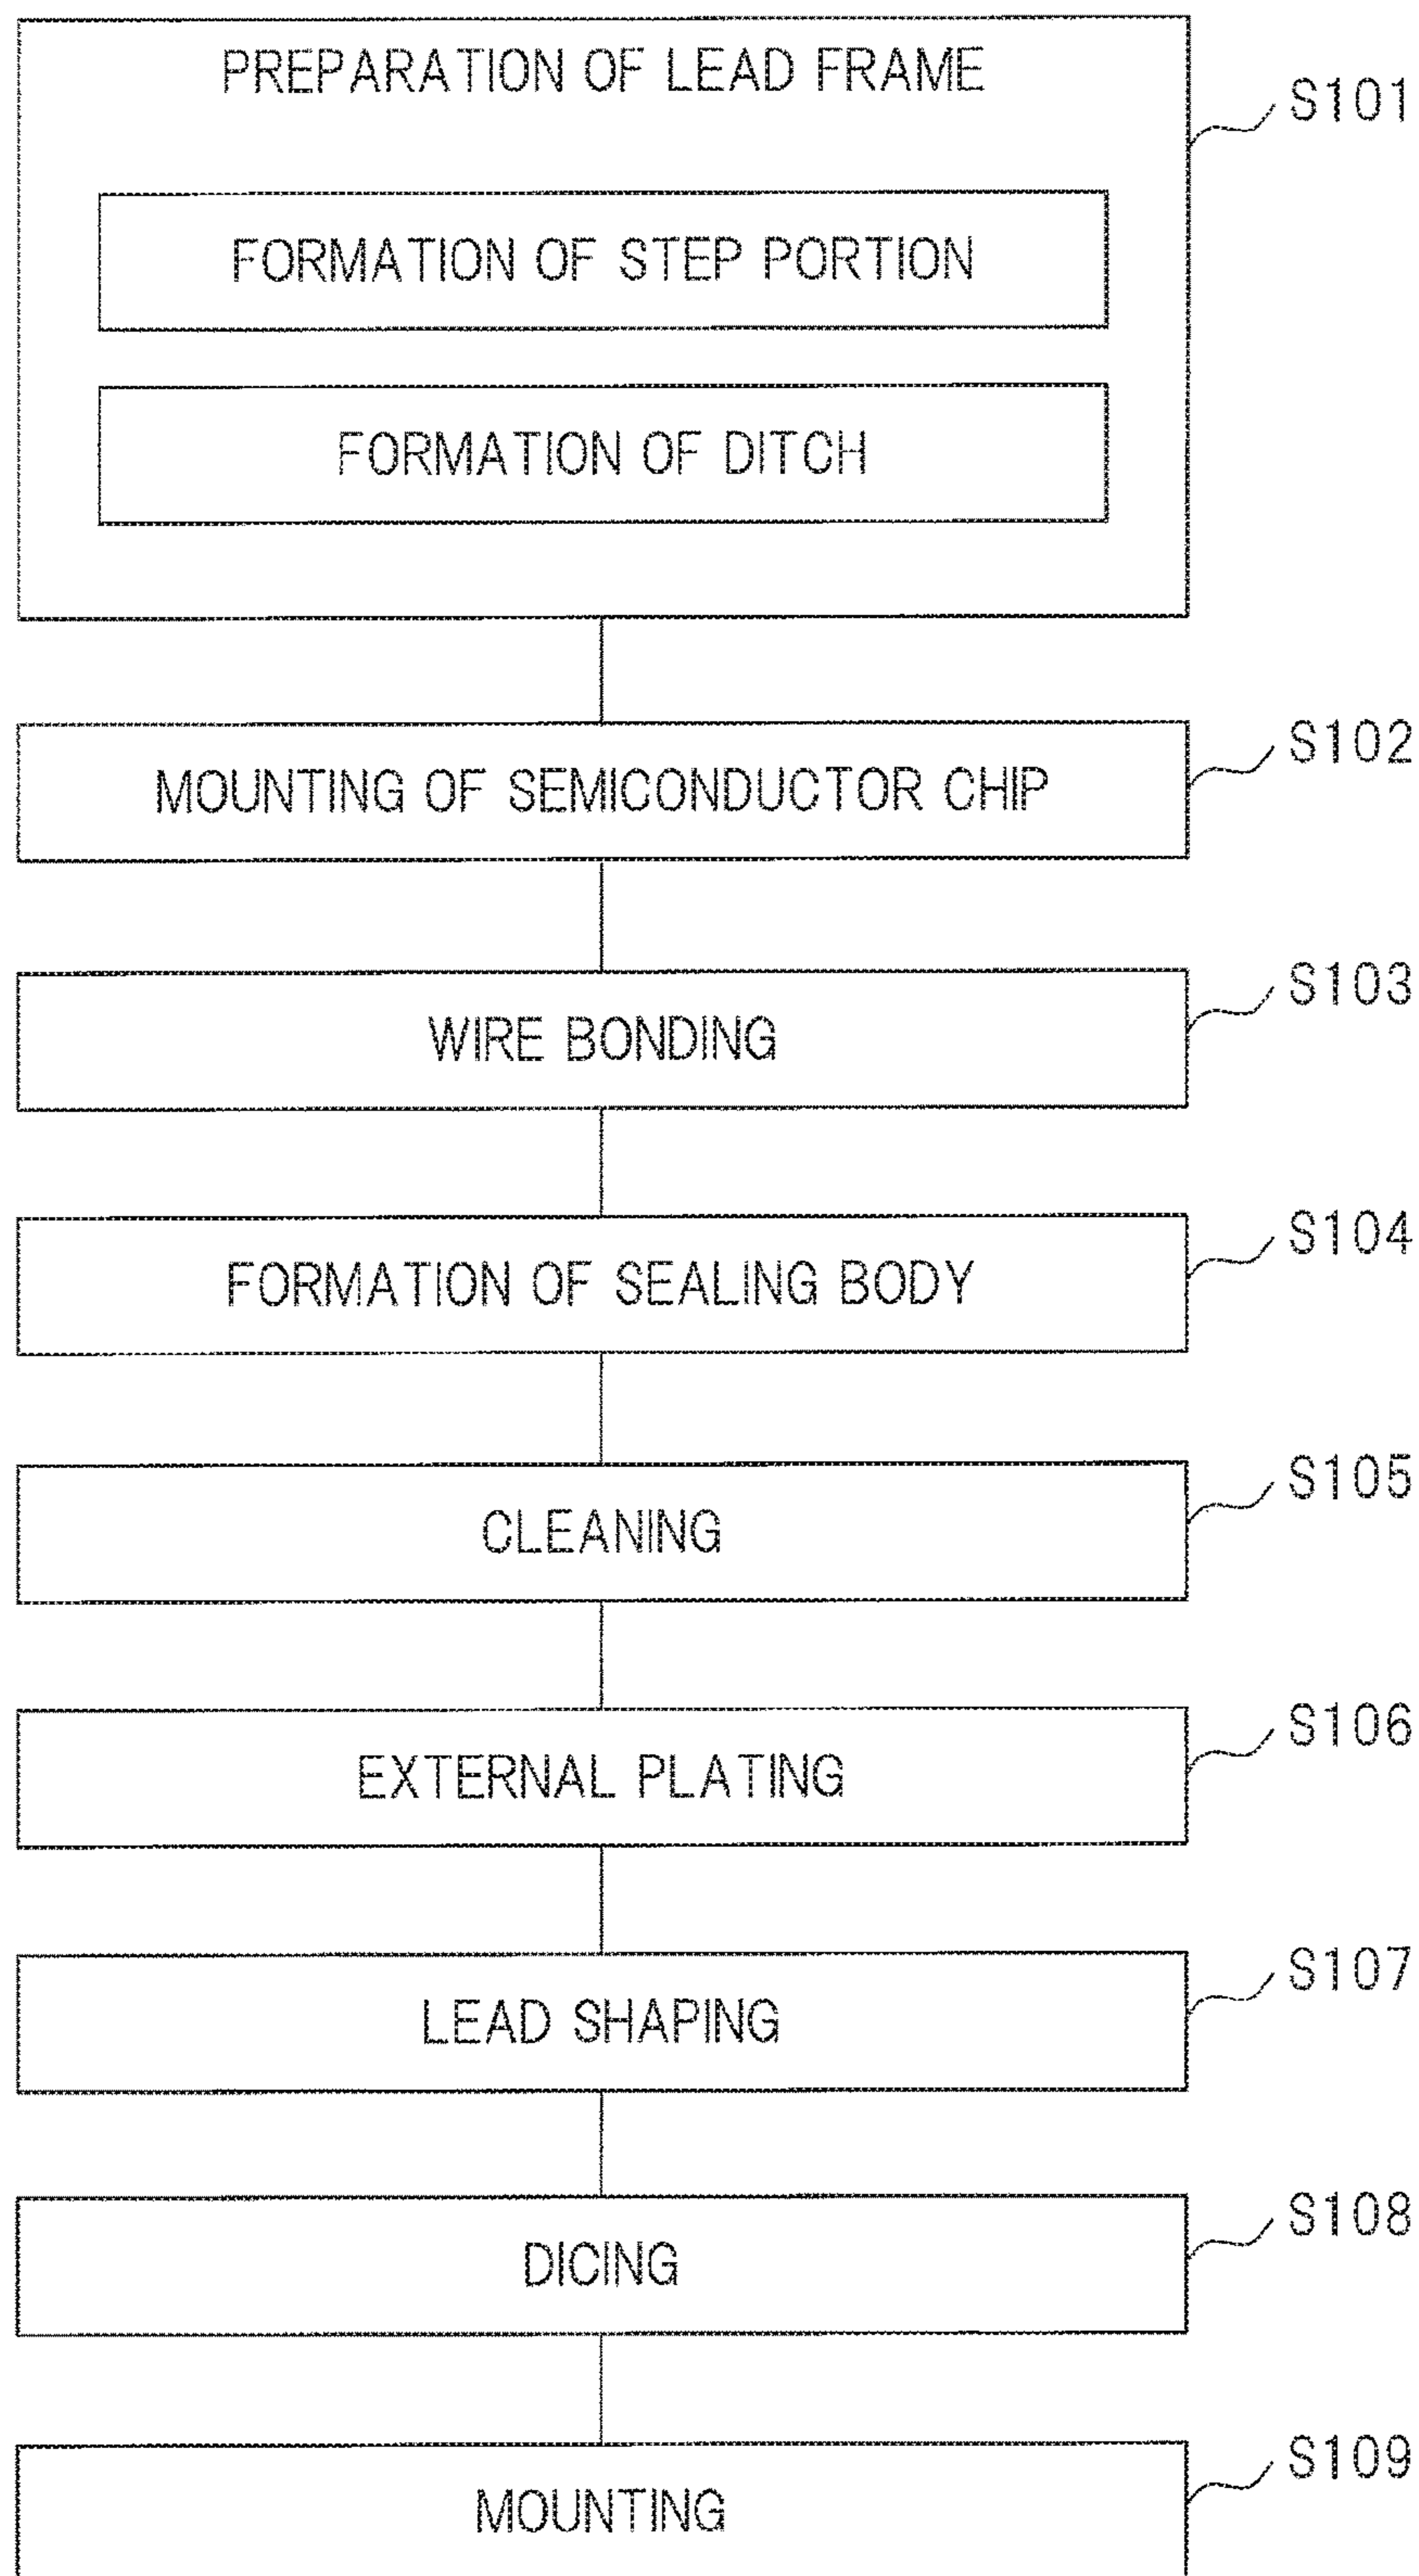 PREPARATION OF LEAD FRAME
S101
FORMATION OF STEP PORTION
FORMATION OF DITCH
S102
MOUNTING OF SEMICONDUCTOR CHIP
S103
WIRE BONDING
S104
FORMATION OF SEALING BODY
S105
CLEANING
S106
EXTERNAL PLATING
S107
LEAD SHAPING
S108
DICING
S109
MOUNTING